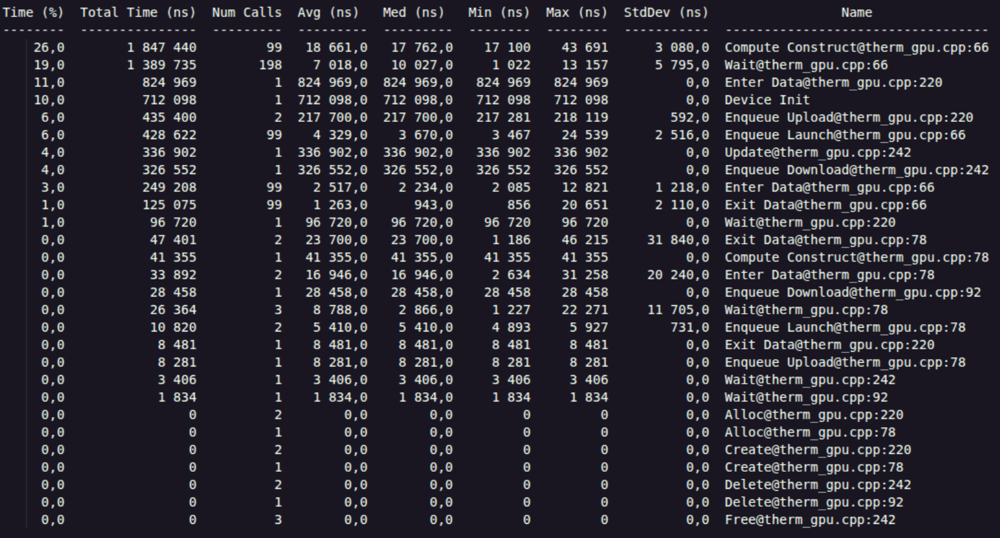 Time (%)  Total Time (ns)  Num Calls  Avg (ns)  Med (ns)  Min (ns)  Max (ns)  StdDev (ns)  Name
--------  ---------------  ---------  ---------  ---------  --------  --------  -----------  ----------------------------------
26,0  1 847 440  99  18 661,0  17 762,0  17 100  43 691  3 080,0  Compute Construct@therm_gpu.cpp:66
19,0  1 389 735  198  7 018,0  10 027,0  1 022  13 157  5 795,0  Wait@therm_gpu.cpp:66
11,0  824 969  1  824 969,0  824 969,0  824 969  824 969  0,0  Enter Data@therm_gpu.cpp:220
10,0  712 098  1  712 098,0  712 098,0  712 098  712 098  0,0  Device Init
6,0  435 400  2  217 700,0  217 700,0  217 281  218 119  592,0  Enqueue Upload@therm_gpu.cpp:220
6,0  428 622  99  4 329,0  3 670,0  3 467  24 539  2 516,0  Enqueue Launch@therm_gpu.cpp:66
4,0  336 902  1  336 902,0  336 902,0  336 902  336 902  0,0  Update@therm_gpu.cpp:242
4,0  326 552  1  326 552,0  326 552,0  326 552  326 552  0,0  Enqueue Download@therm_gpu.cpp:242
3,0  249 208  99  2 517,0  2 234,0  2 085  12 821  1 218,0  Enter Data@therm_gpu.cpp:66
1,0  125 075  99  1 263,0  943,0  856  20 651  2 110,0  Exit Data@therm_gpu.cpp:66
1,0  96 720  1  96 720,0  96 720,0  96 720  96 720  0,0  Wait@therm_gpu.cpp:220
0,0  47 401  2  23 700,0  23 700,0  1 186  46 215  31 840,0  Exit Data@therm_gpu.cpp:78
0,0  41 355  1  41 355,0  41 355,0  41 355  41 355  0,0  Compute Construct@therm_gpu.cpp:78
0,0  33 892  2  16 946,0  16 946,0  2 634  31 258  20 240,0  Enter Data@therm_gpu.cpp:78
0,0  28 458  1  28 458,0  28 458,0  28 458  28 458  0,0  Enqueue Download@therm_gpu.cpp:92
0,0  26 364  3  8 788,0  2 866,0  1 227  22 271  11 705,0  Wait@therm_gpu.cpp:78
0,0  10 820  2  5 410,0  5 410,0  4 893  5 927  731,0  Enqueue Launch@therm_gpu.cpp:78
0,0  8 481  1  8 481,0  8 481,0  8 481  8 481  0,0  Exit Data@therm_gpu.cpp:220
0,0  8 281  1  8 281,0  8 281,0  8 281  8 281  0,0  Enqueue Upload@therm_gpu.cpp:78
0,0  3 406  1  3 406,0  3 406,0  3 406  3 406  0,0  Wait@therm_gpu.cpp:242
0,0  1 834  1  1 834,0  1 834,0  1 834  1 834  0,0  Wait@therm_gpu.cpp:92
0,0  0  2  0,0  0,0  0  0  0,0  Alloc@therm_gpu.cpp:220
0,0  0  1  0,0  0,0  0  0  0,0  Alloc@therm_gpu.cpp:78
0,0  0  2  0,0  0,0  0  0  0,0  Create@therm_gpu.cpp:220
0,0  0  1  0,0  0,0  0  0  0,0  Create@therm_gpu.cpp:78
0,0  0  2  0,0  0,0  0  0  0,0  Delete@therm_gpu.cpp:242
0,0  0  1  0,0  0,0  0  0  0,0  Delete@therm_gpu.cpp:92
0,0  0  3  0,0  0,0  0  0  0,0  Free@therm_gpu.cpp:242